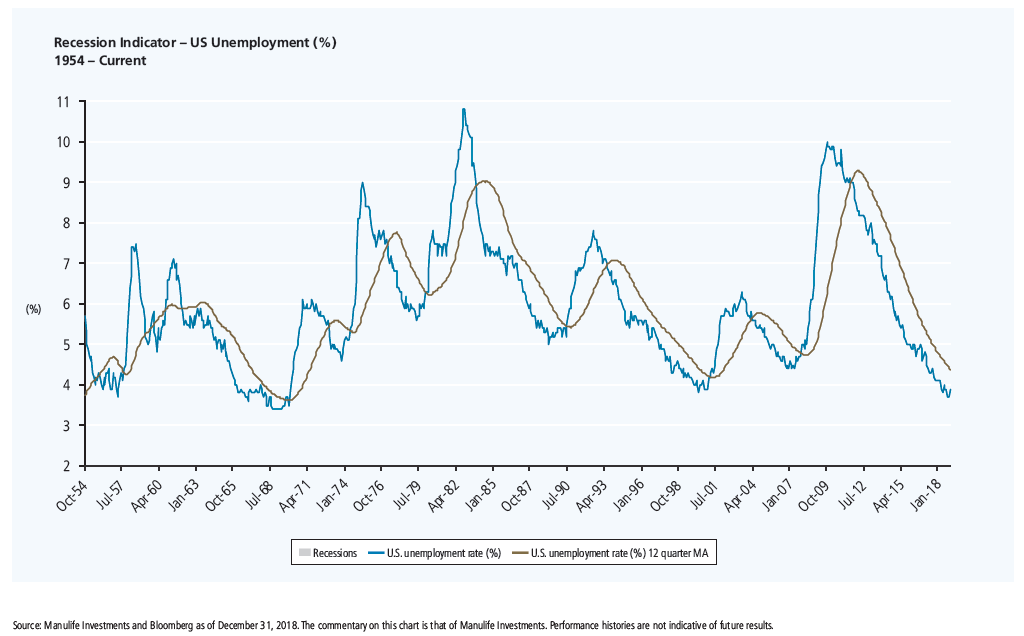 Recession Indicator – US Unemployment (%)
1954 – Current
11
10
9
8
7
6
5
4
3
2
(%)
Oct-54
Jul-57
Apr-60
Jan-63
Oct-65
Jul-68
Apr-71
Jan-74
Oct-76
Jul-79
Apr-82
Jan-85
Oct-87
Jul-90
Apr-93
Jan-96
Oct-98
Jul-01
Apr-04
Jan-07
Oct-09
Jul-12
Apr-15
Jan-18
Recessions U.S. unemployment rate (%) U.S. unemployment rate (%) 12 quarter MA
Source: Manulife Investments and Bloomberg as of December 31, 2018. The commentary on this chart is that of Manulife Investments. Performance histories are not indicative of future results.